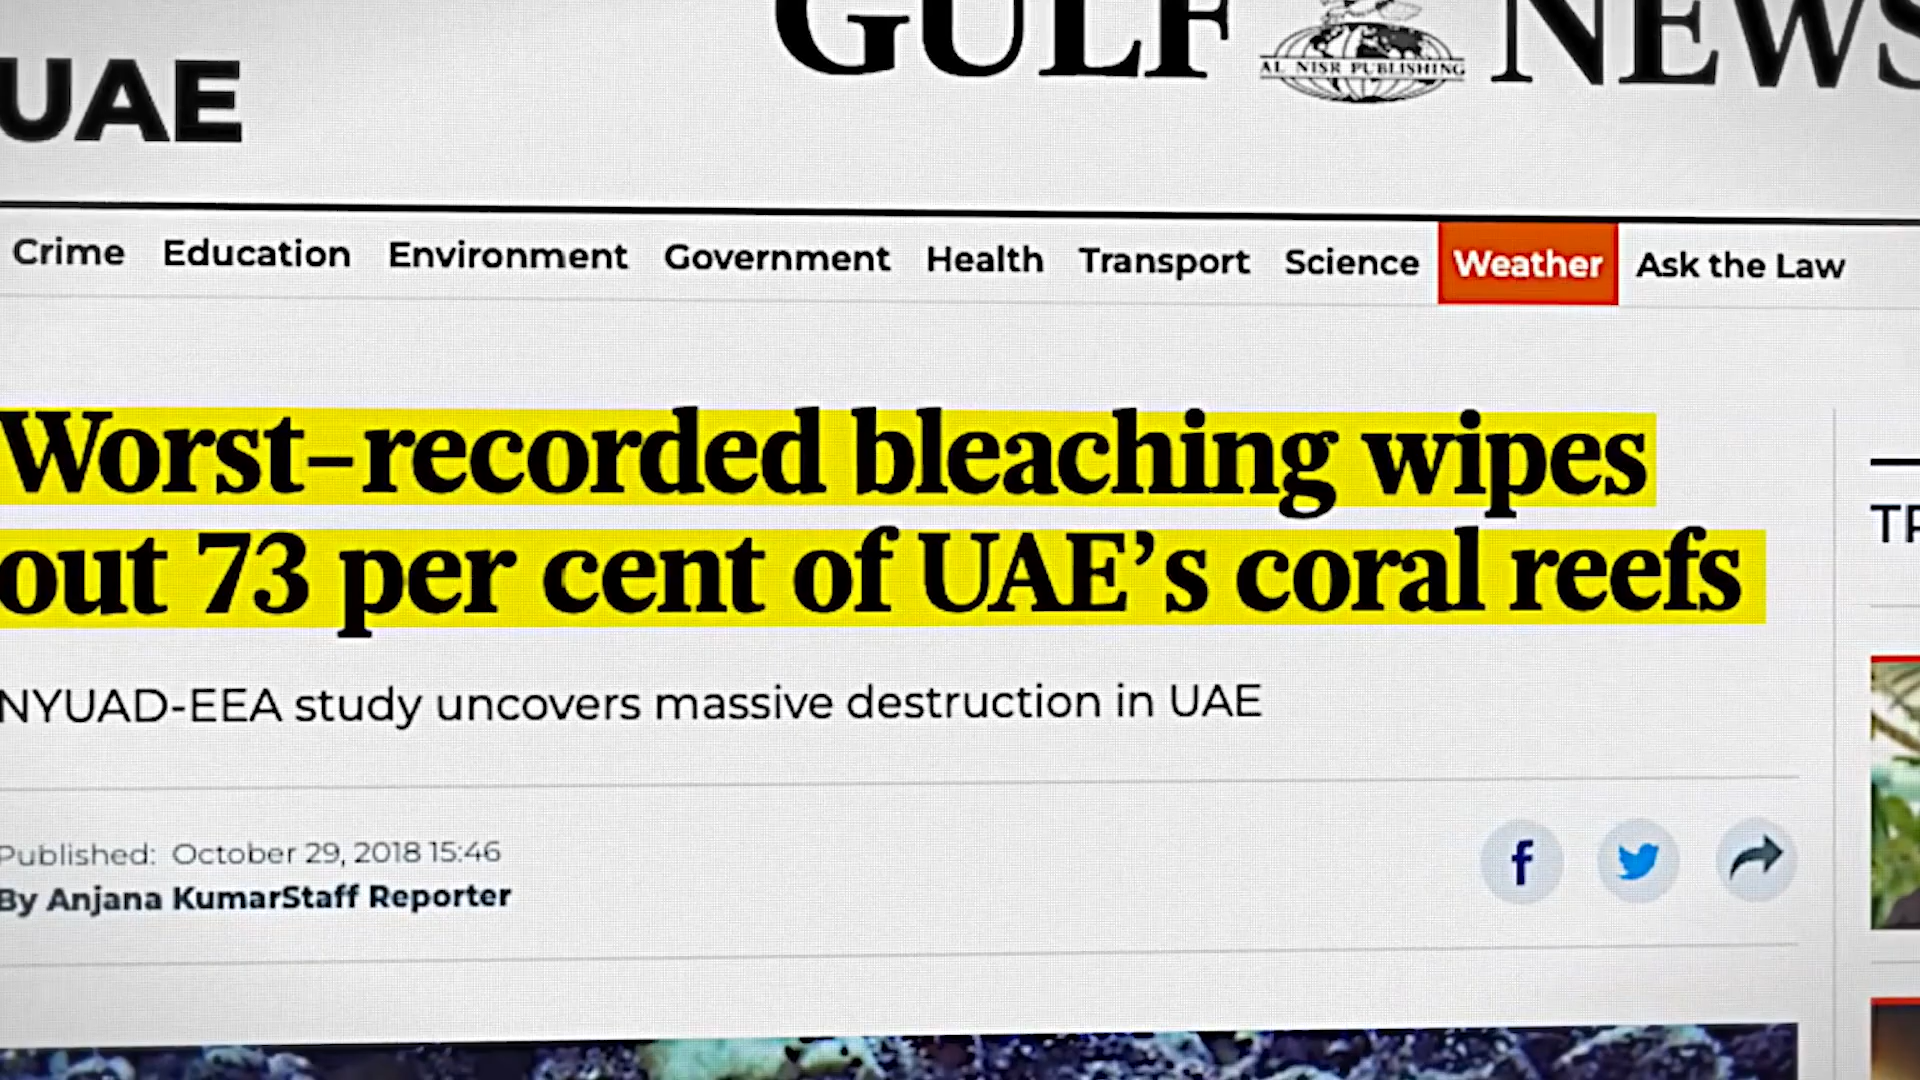 GULF NEWS
AL NISR PUBLISHING
UAE
Crime Education Environment Government Health Transport Science Weather Ask the Law
Worst-recorded bleaching wipes
out 73 per cent of UAE's coral reefs
NYUAD-EEA study uncovers massive destruction in UAE
Published: October 29, 2018 15:46
By Anjana KumarStaff Reporter
f